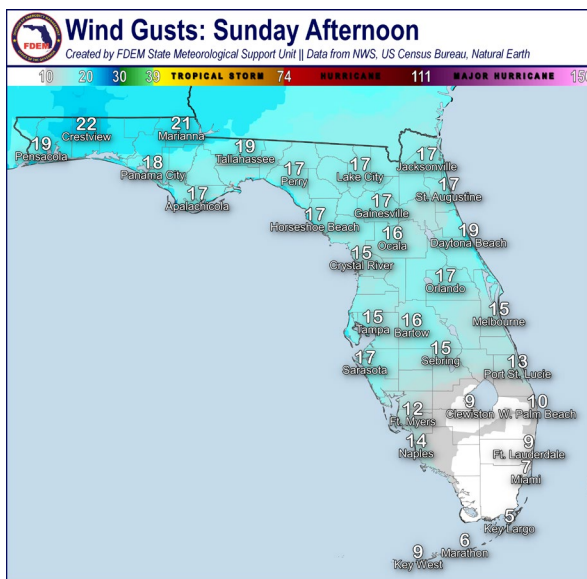 Wind Gusts: Sunday Afternoon
Created by FDEM State Meteorological Support Unit || Data from NWS, US Census Bureau, Natural Earth
FDEM
10 20 30 39 TROPICAL STORM 74 HURRICANE 111 MAJOR HURRICANE 150
22
Crestview
21
Marianna
19
Pensacola
19
Tallahassee
18
Panama City
17
Perry
17
Lake City
17
Jacksonville
17
Apalachicola
17
St. Augustine
17
Gainesville
17
Horseshoe Beach
16
Ocala
19
Daytona Beach
15
Crystal River
17
Orlando
15
Melbourne
15
Tampa
16
Bartow
15
Sebring
17
Sarasota
13
Port St. Lucie
12
Ft. Myers
9
Clewiston
10
W. Palm Beach
14
Naples
9
Ft. Lauderdale
7
Miami
5
Key Largo
6
Marathon
9
Key West